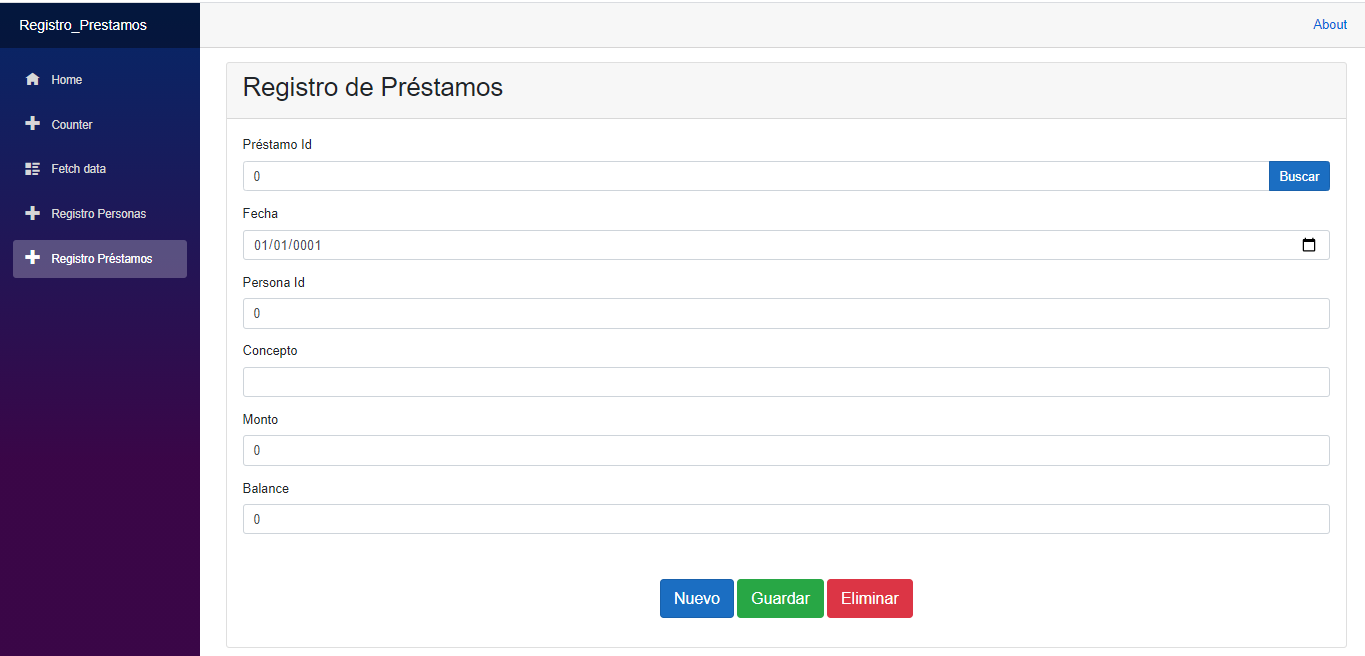 Registro_Prestamos
About
Home
Counter
Fetch data
Registro Personas
Registro Préstamos
Registro de Préstamos
Préstamo Id
0
Buscar
Fecha
01/01/0001
Persona Id
0
Concepto
Monto
0
Balance
0
Nuevo
Guardar
Eliminar